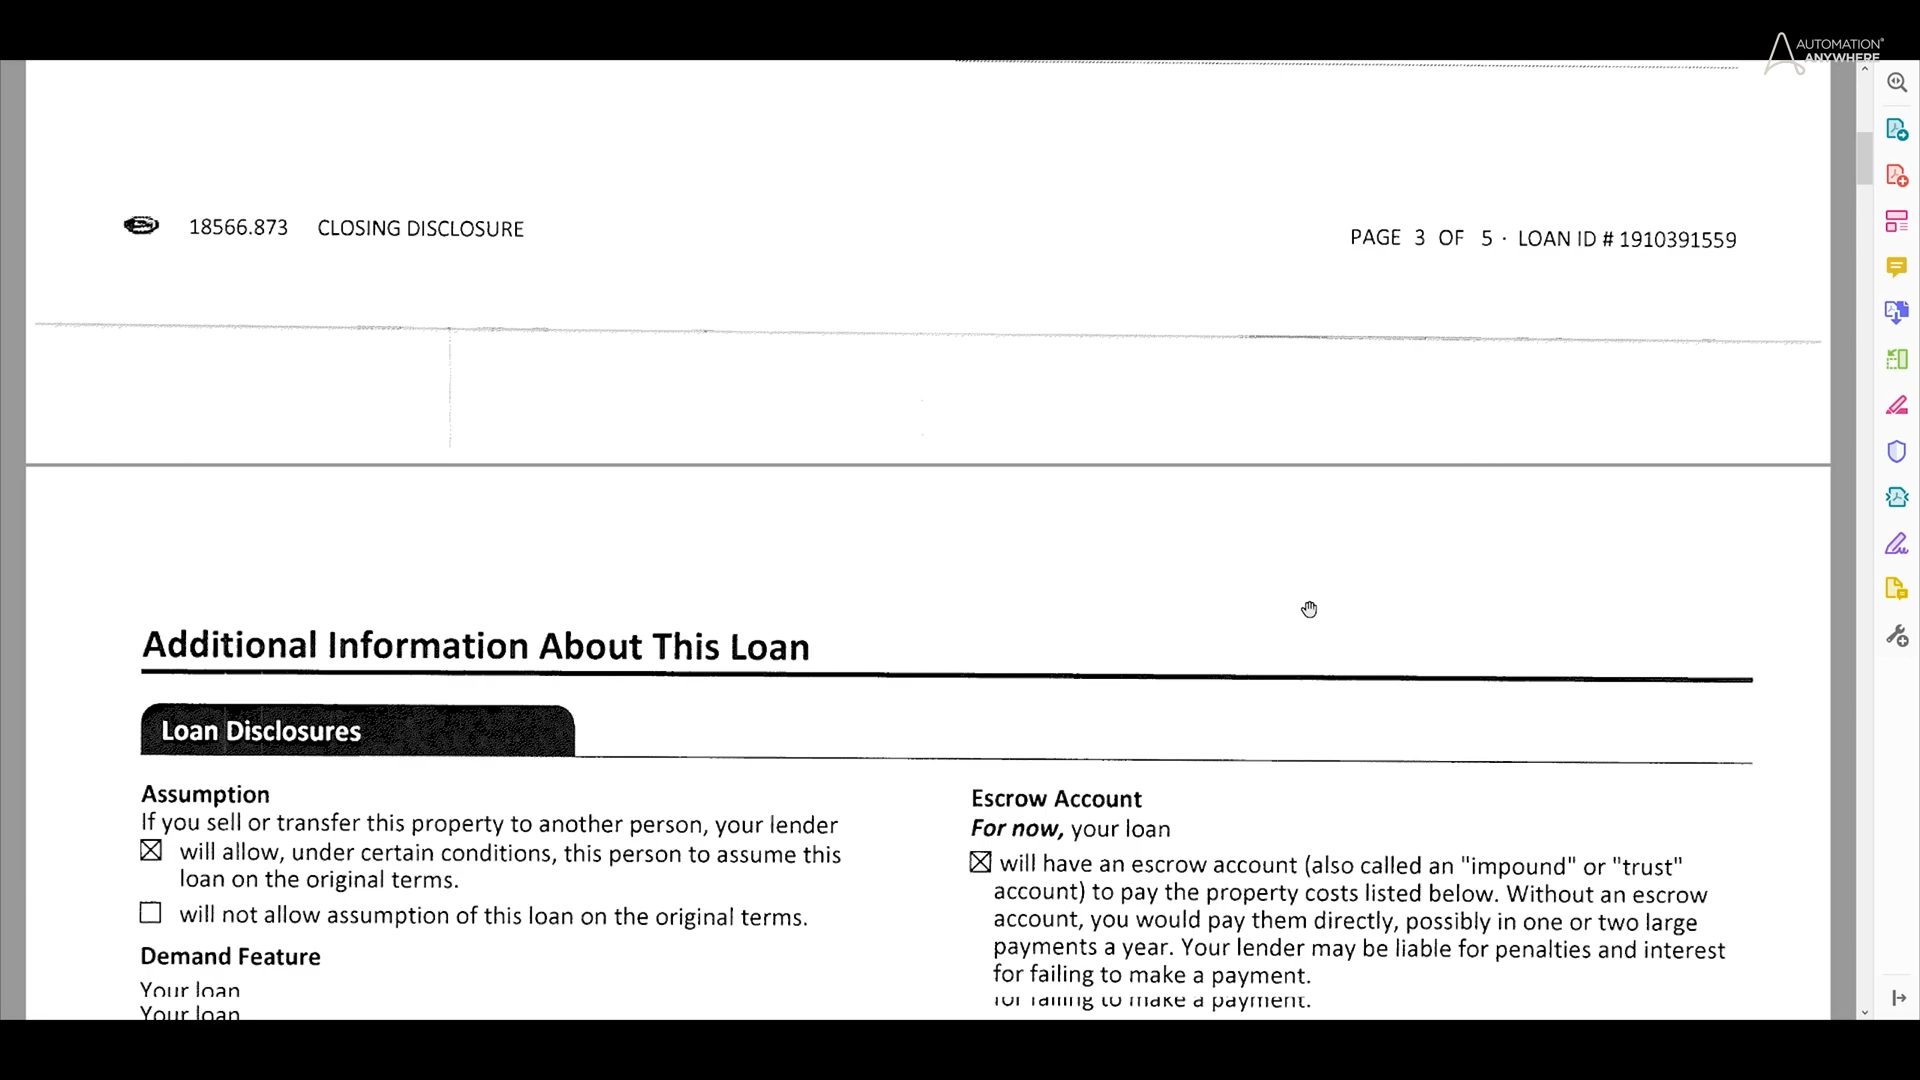 AUTOMATION
ANYWHERE
18566.873 CLOSING DISCLOSURE
PAGE 3 OF 5 · LOAN ID # 1910391559
Additional Information About This Loan
Loan Disclosures
Assumption
If you sell or transfer this property to another person, your lender
will allow, under certain conditions, this person to assume this
loan on the original terms.
will not allow assumption of this loan on the original terms.
Demand Feature
Your loan
Your loan
Escrow Account
For now, your loan
will have an escrow account (also called an "impound" or "trust"
account) to pay the property costs listed below. Without an escrow
account, you would pay them directly, possibly in one or two large
payments a year. Your lender may be liable for penalties and interest
for failing to make a payment.
for failing to make a payment.